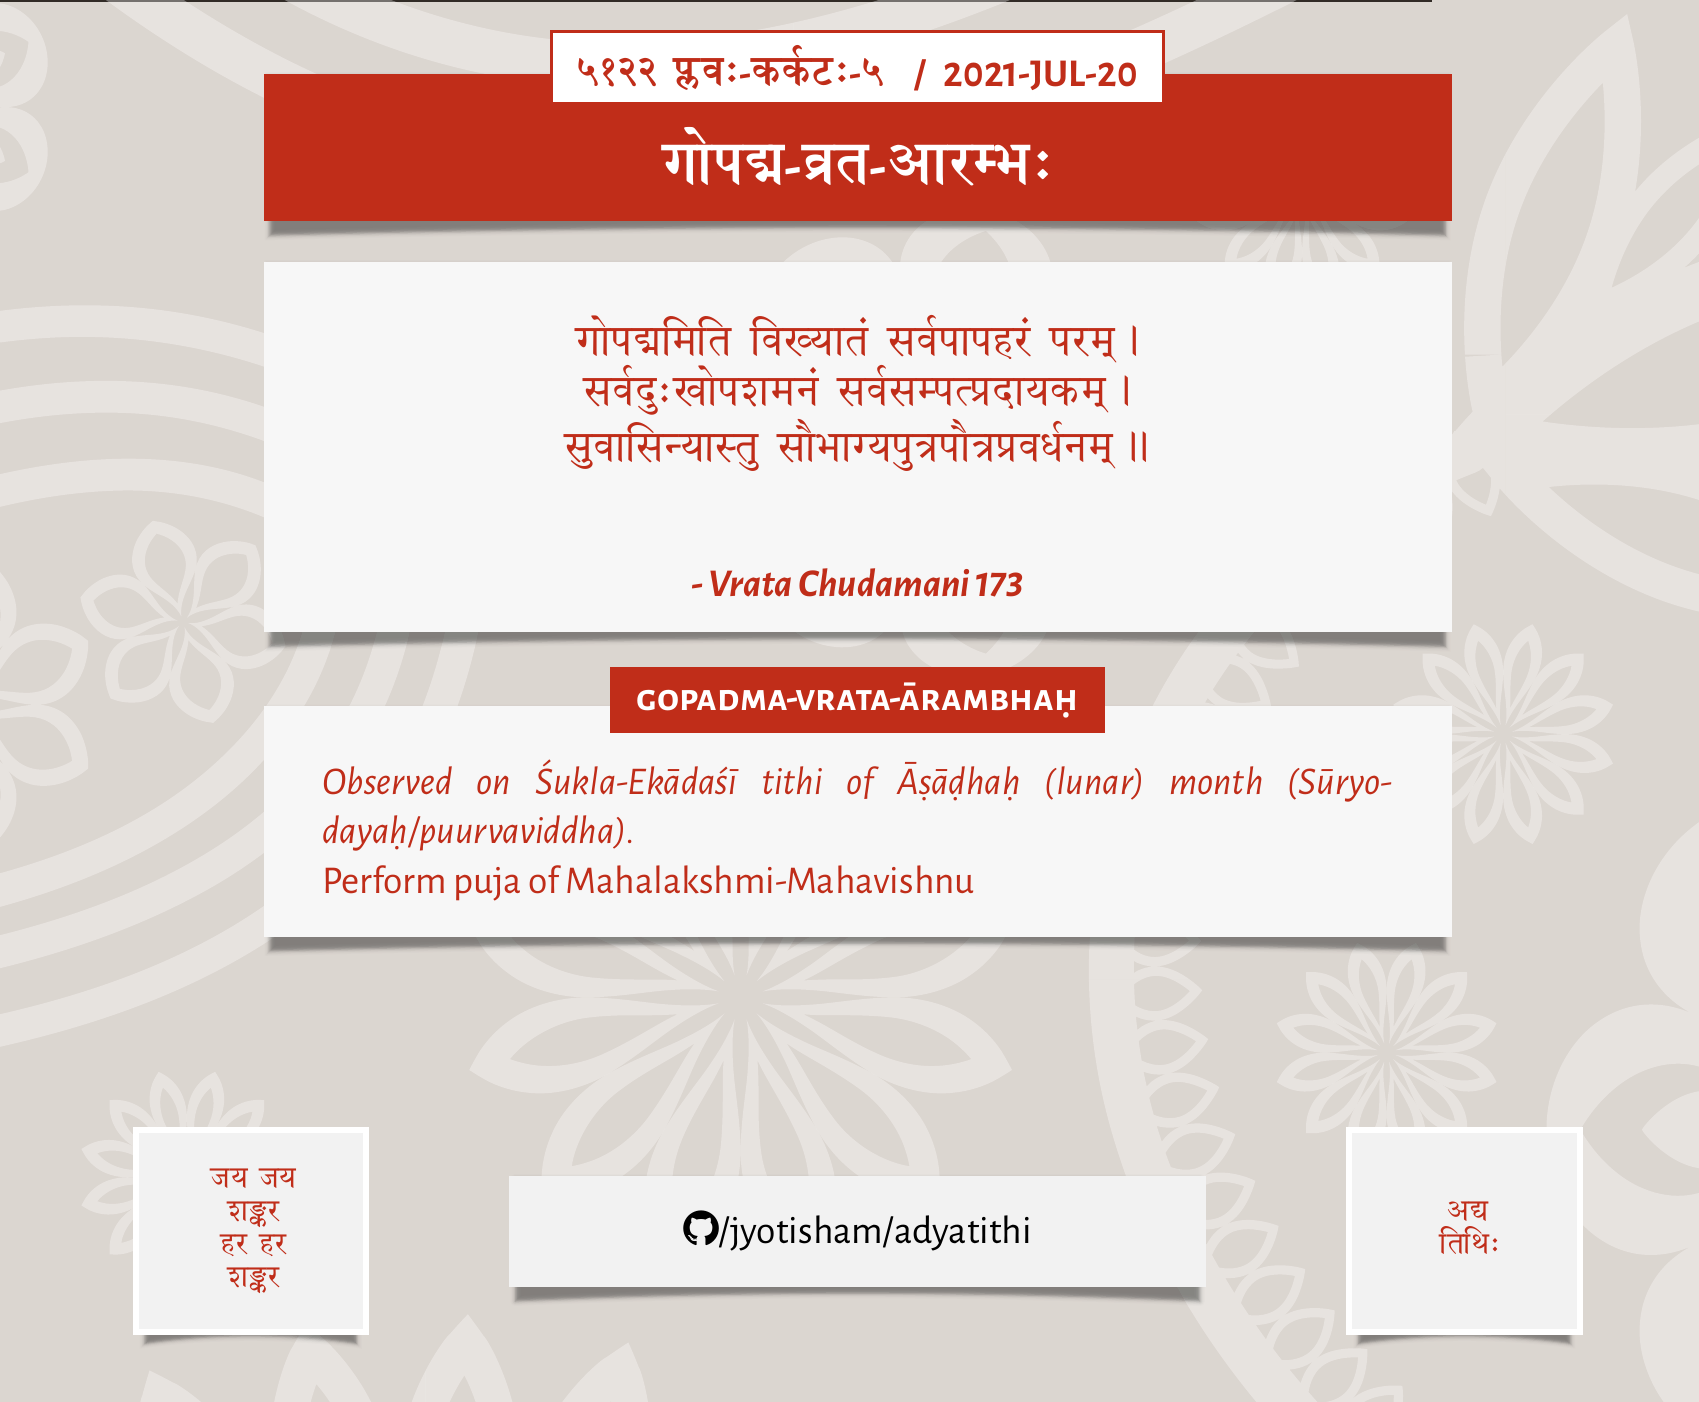 ५१२२ प्लवः-कर्कटः-५ / 2021-JUL-20
गोपद्म-व्रत-आरम्भः
गोपद्ममिति विख्यातं सर्वपापहरं परम् ।
सर्वदुःखोपशमनं सर्वसम्पत्प्रदायकम् ।
सुवासिन्यास्तु सौभाग्यपुत्रपौत्रप्रवर्धनम् ॥
- Vrata Chudamani 173
GOPADMA-VRATA-ĀRAMBHAḤ
Observed on Śukla-Ekādaśī tithi of Āṣāḍhaḥ (lunar) month (Sūryo-
dayaḥ/puurvaviddha).
Perform puja of Mahalakshmi-Mahavishnu
जय जय
शङ्कर
हर हर
शङ्कर
/jyotisham/adyatithi
अद्य
तिथिः